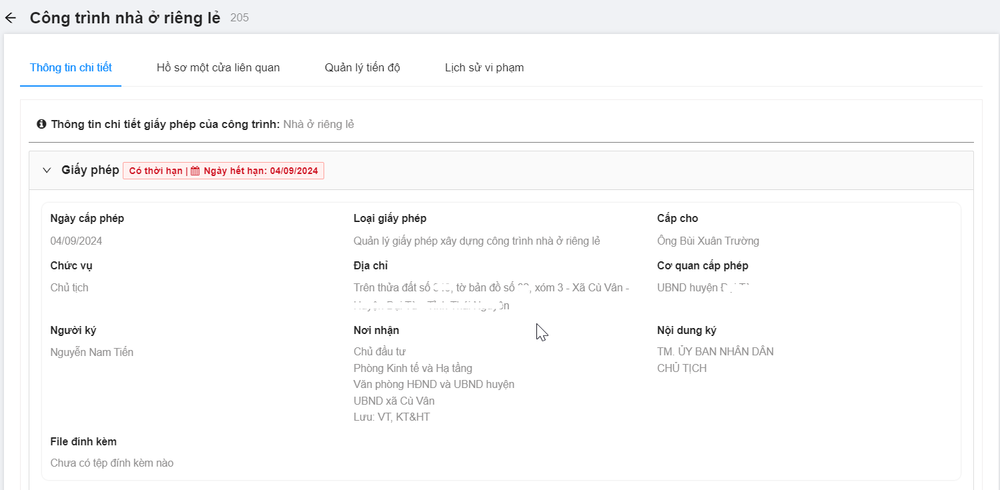 Công trình nhà ở riêng lẻ 205
Thông tin chi tiết
Hồ sơ một cửa liên quan
Quản lý tiến độ
Lịch sử vi phạm
Thông tin chi tiết giấy phép của công trình: Nhà ở riêng lẻ
Giấy phép Có thời hạn | Ngày hết hạn: 04/09/2024
Ngày cấp phép
04/09/2024
Loại giấy phép
Quản lý giấy phép xây dựng công trình nhà ở riêng lẻ
Cấp cho
Ông Bùi Xuân Trường
Chức vụ
Chủ tịch
Địa chỉ
Trên thửa đất số , tờ bản đồ số , xóm 3 - Xã Cù Vân -
Cơ quan cấp phép
UBND huyện
Người ký
Nguyễn Nam Tiến
Nơi nhận
Chủ đầu tư
Phòng Kinh tế và Hạ tầng
Văn phòng HĐND và UBND huyện
UBND xã Cù Vân
Lưu: VT, KT&HT
Nội dung ký
TM. ỦY BAN NHÂN DÂN
CHỦ TỊCH
File đính kèm
Chưa có tệp đính kèm nào